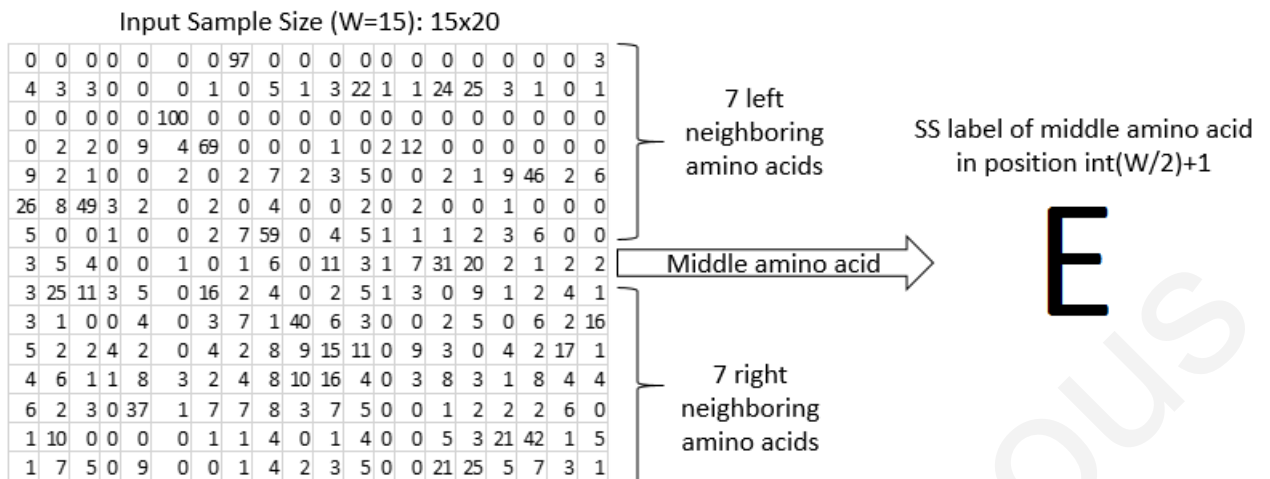 Input Sample Size (W=15): 15x20
0 0 0 0 0 0 0 97 0 0 0 0 0 0 0 0 0 0 0 3
4 3 3 0 0 0 1 0 5 1 3 22 1 1 24 25 3 1 0 1
0 0 0 0 0 100 0 0 0 0 0 0 0 0 0 0 0 0 0 0
0 2 2 0 9 4 69 0 0 0 1 0 2 12 0 0 0 0 0 0
9 2 1 0 0 2 0 2 7 2 3 5 0 0 2 1 9 46 2 6
26 8 49 3 2 0 2 0 4 0 0 2 0 2 0 0 1 0 0 0
5 0 0 1 0 0 2 7 59 0 4 5 1 1 1 2 3 6 0 0
3 5 4 0 0 1 0 1 6 0 11 3 1 7 31 20 2 1 2 2
3 25 11 3 5 0 16 2 4 0 2 5 1 3 0 9 1 2 4 1
3 1 0 0 4 0 3 7 1 40 6 3 0 0 2 5 0 6 2 16
5 2 2 4 2 0 4 2 8 9 15 11 0 9 3 0 4 2 17 1
4 6 1 1 8 3 2 4 8 10 16 4 0 3 8 3 1 8 4 4
6 2 3 0 37 1 7 7 8 3 7 5 0 0 1 2 2 2 6 0
1 10 0 0 0 0 1 1 4 0 1 4 0 0 5 3 21 42 1 5
1 7 5 0 9 0 0 1 4 2 3 5 0 0 21 25 5 7 3 1
7 left
neighboring
amino acids
Middle amino acid
7 right
neighboring
amino acids
SS label of middle amino acid
in position int(W/2)+1
E
ous